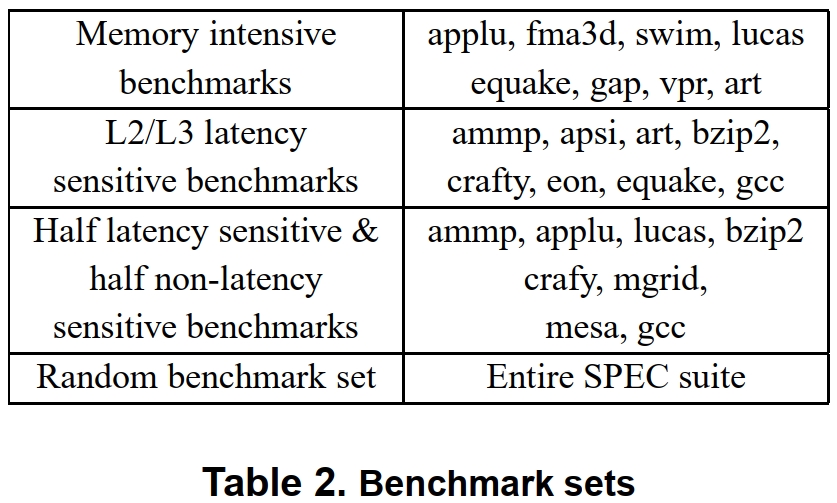 Memory intensive
benchmarks
applu, fma3d, swim, lucas
equake, gap, vpr, art
L2/L3 latency
sensitive benchmarks
ammp, apsi, art, bzip2,
crafty, eon, equake, gcc
Half latency sensitive &
half non-latency
sensitive benchmarks
ammp, applu, lucas, bzip2
crafy, mgrid,
mesa, gcc
Random benchmark set
Entire SPEC suite
Table 2. Benchmark sets